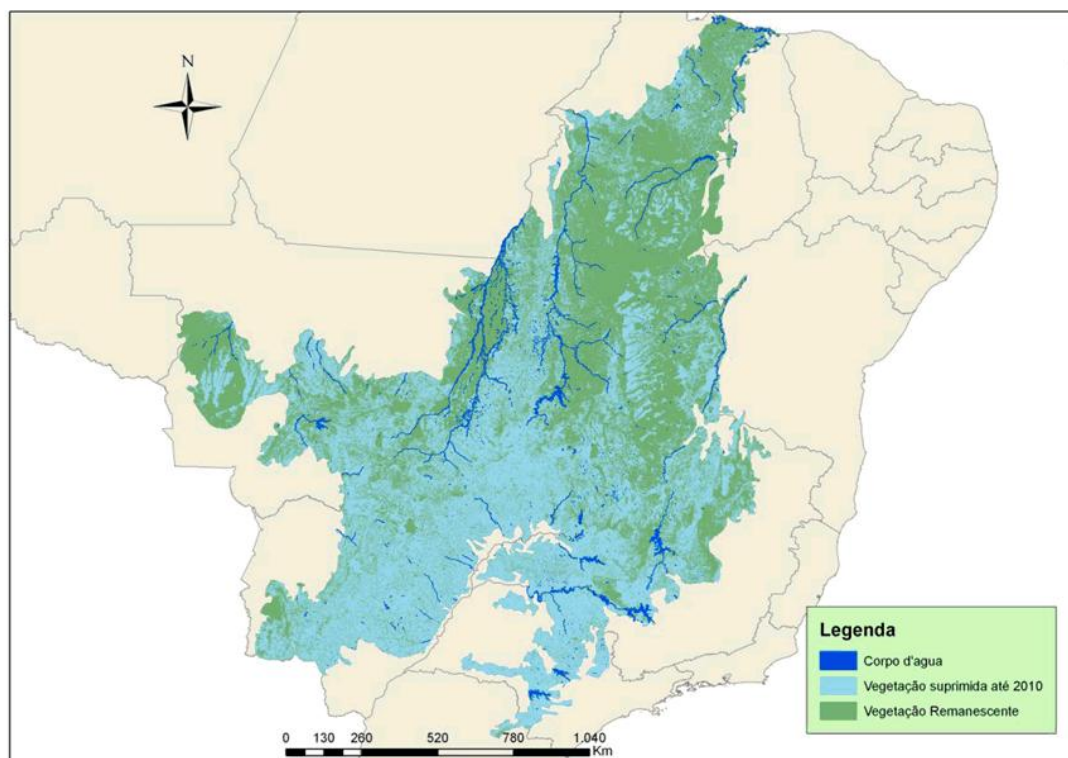 N
Legenda
Corpo d'agua
Vegetação suprimida até 2010
Vegetação Remanescente
0 130 260 520 780 1.040
Km